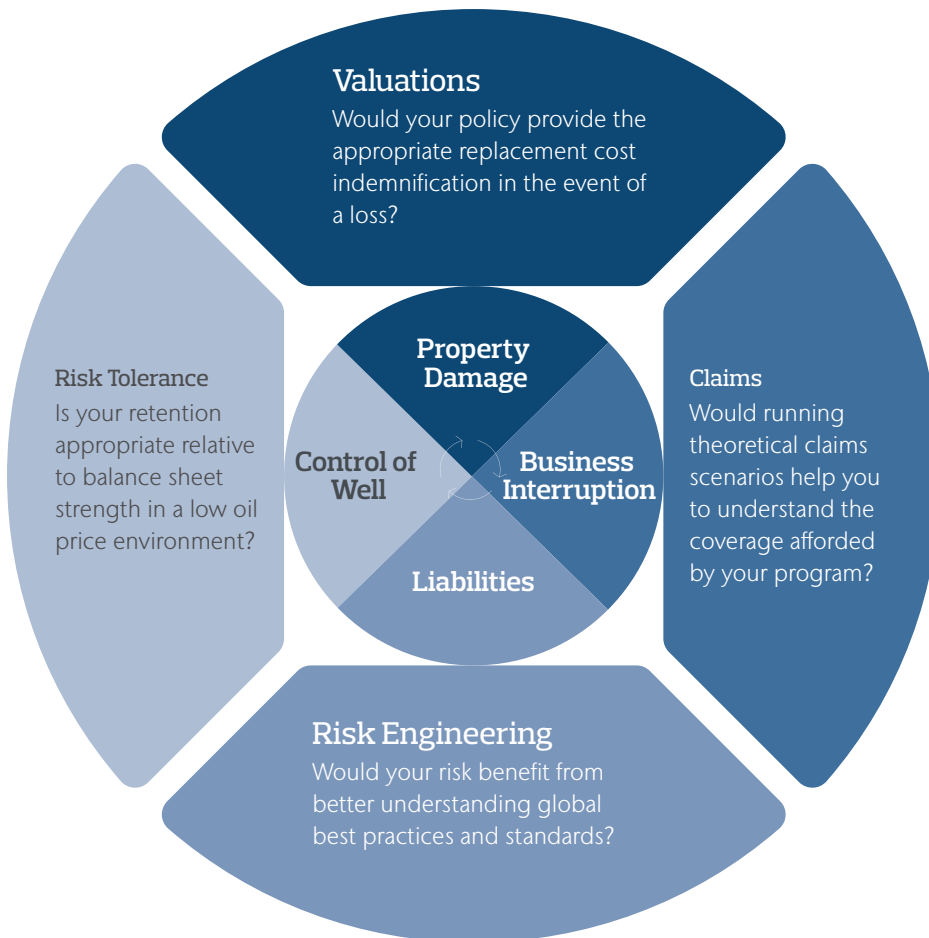 Valuations
Would your policy provide the
appropriate replacement cost
indemnification in the event of
a loss?
Property
Damage
Risk Tolerance
Is your retention
appropriate relative
to balance sheet
strength in a low oil
price environment?
Control of
Well
Business
Interruption
Claims
Would running
theoretical claims
scenarios help you
to understand the
coverage afforded
by your program?
Liabilities
Risk Engineering
Would your risk benefit from
better understanding global
best practices and standards?